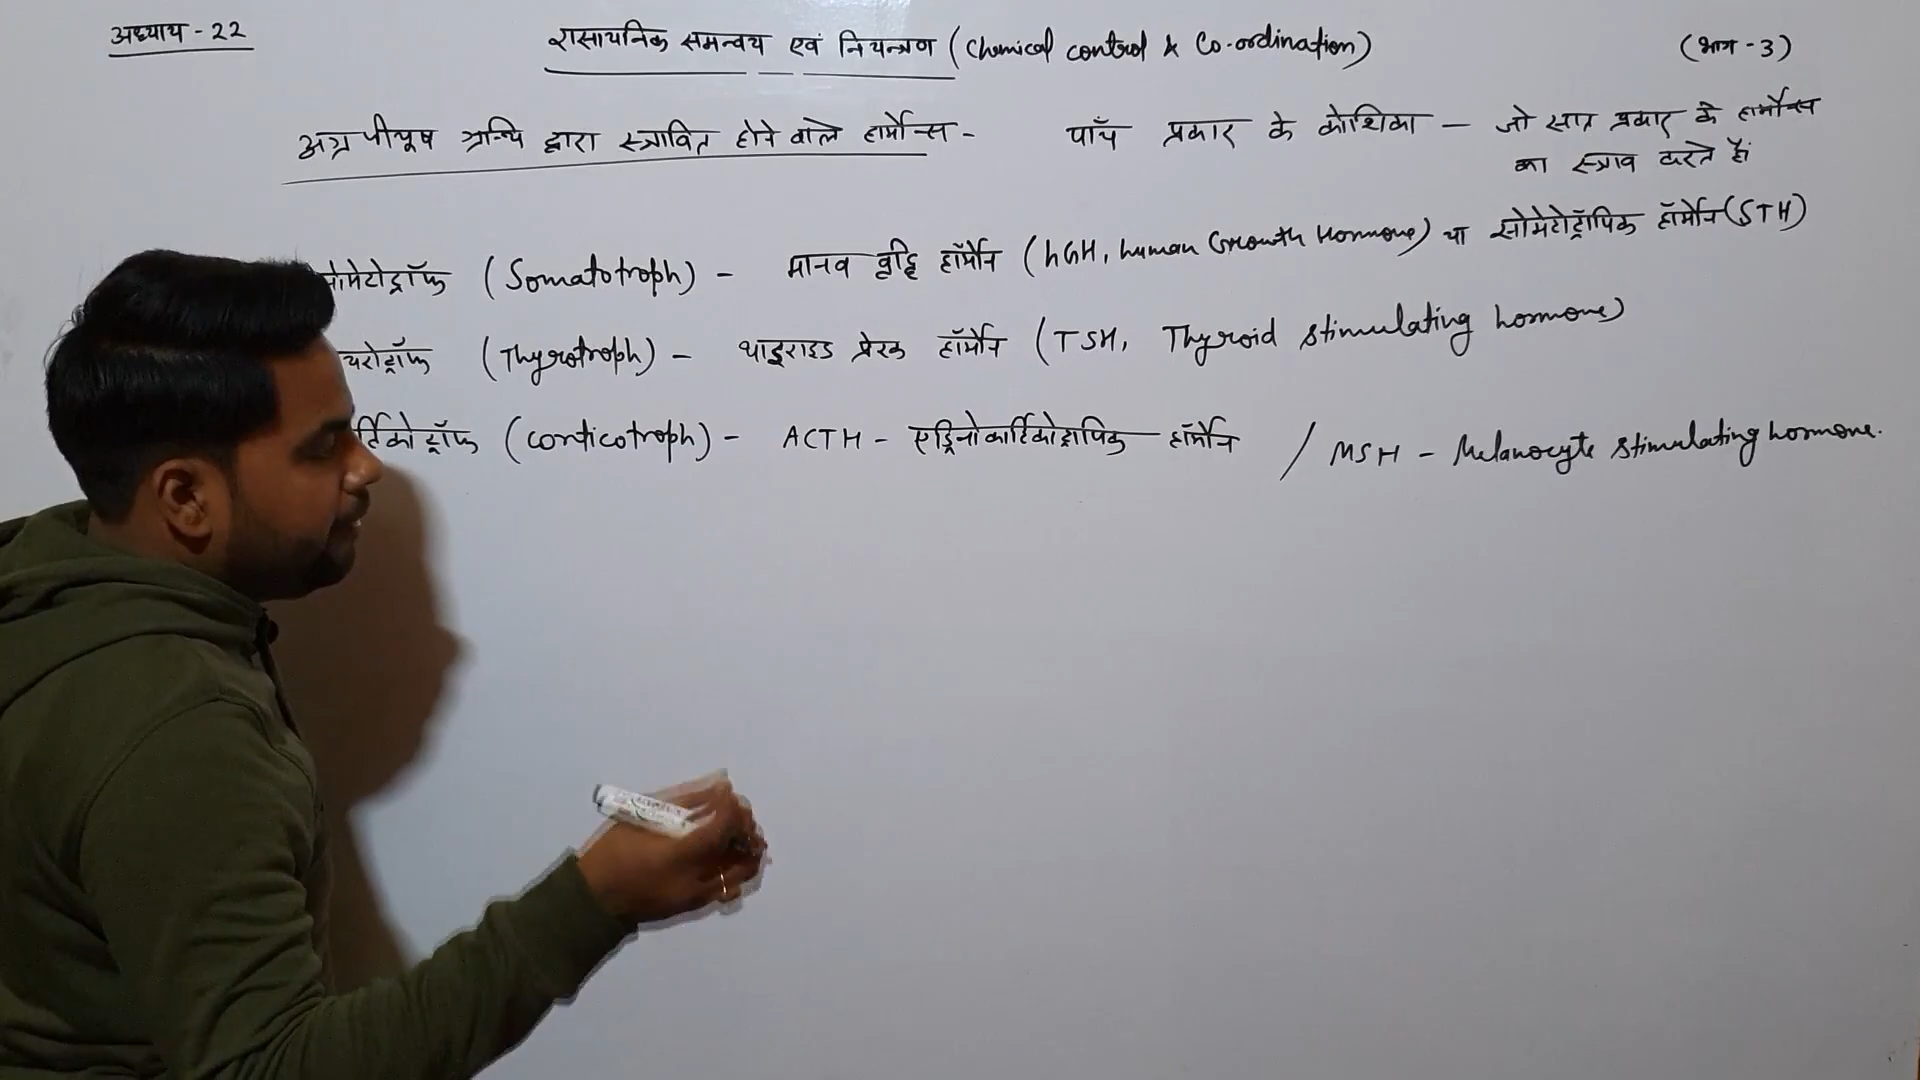 अध्याय - 22
रासायनिक समन्वय एवं नियन्त्रण (Chemical control & Co-ordination)
(भाग - 3)
अग्र पीयूष ग्रन्थि द्वारा स्त्रावित होने वाले हार्मोन्स -
पाँच प्रकार के कोशिका - जो सात प्रकार के हार्मोन्स
का स्त्राव करते हैं
सोमेटोट्रॉफ (Somatotroph) - मानव वृद्धि हॉर्मोन (hGH, human Growth Hormone) या सोमेटोट्रॉपिक हॉर्मोन (STH)
यरोट्रॉफ (Thyrotroph) - थाइराइड प्रेरक हॉर्मोन (TSH, Thyroid stimulating hormone)
र्टिकोट्रॉफ (corticotroph) - ACTH - एड्रिनोकार्टिकोट्रापिक हॉर्मोन / MSH - Melanocyte stimulating hormone.